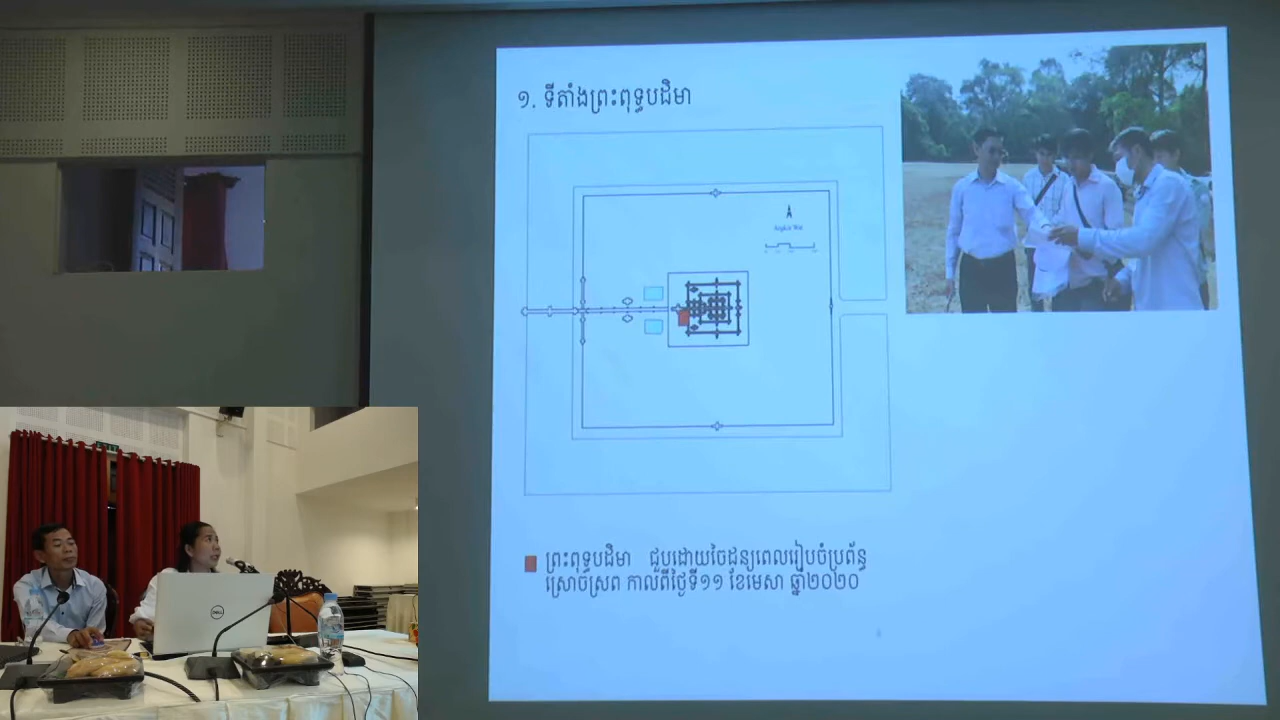 ១. ទីតាំងព្រះពុទ្ធបដិមា
Angkor Wat
ព្រះពុទ្ធបដិមា ជួបដោយចៃដន្យពេលរៀបចំប្រព័ន្ធ
ស្រោចស្រព កាលពីថ្ងៃទី១១ ខែមេសា ឆ្នាំ២០២០
DELL